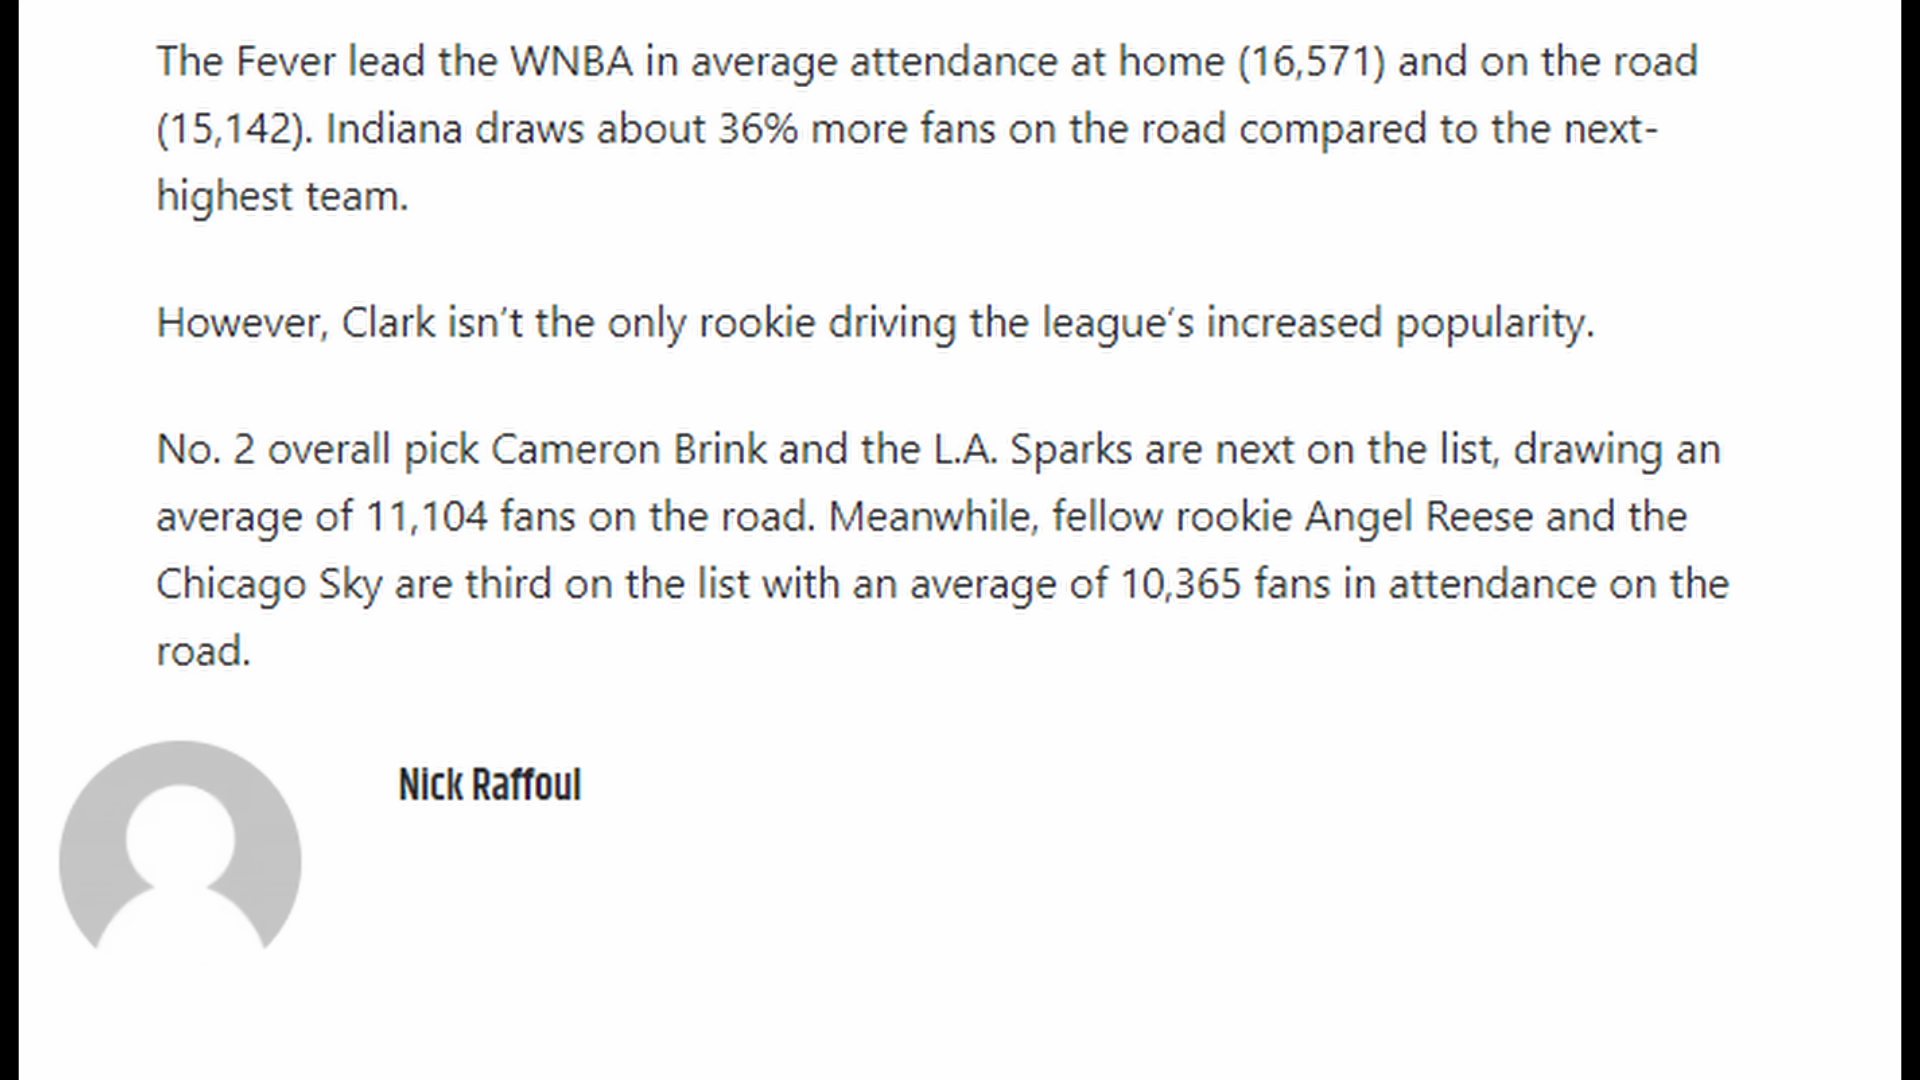 The Fever lead the WNBA in average attendance at home (16,571) and on the road
(15,142). Indiana draws about 36% more fans on the road compared to the next-
highest team.
However, Clark isn’t the only rookie driving the league’s increased popularity.
No. 2 overall pick Cameron Brink and the L.A. Sparks are next on the list, drawing an
average of 11,104 fans on the road. Meanwhile, fellow rookie Angel Reese and the
Chicago Sky are third on the list with an average of 10,365 fans in attendance on the
road.
Nick Raffoul